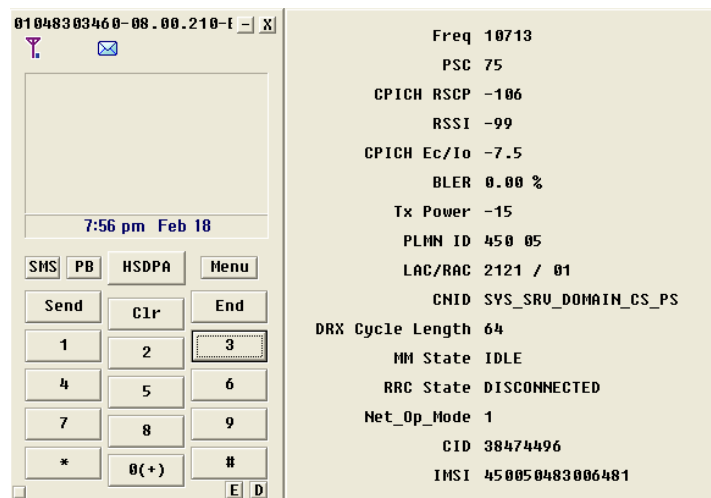 01048303460-08.00.210-E - X
7:56 pm Feb 18
SMS PB HSDPA Menu
Send Clr End
1 2 3
4 5 6
7 8 9
* 0(+) #
E D
Freq 10713
PSC 75
CPICH RSCP -106
RSSI -99
CPICH Ec/Io -7.5
BLER 0.00 %
Tx Power -15
PLMN ID 450 05
LAC/RAC 2121 / 01
CNID SYS_SRV_DOMAIN_CS_PS
DRX Cycle Length 64
MM State IDLE
RRC State DISCONNECTED
Net_Op_Mode 1
CID 38474496
IMSI 450050483006481